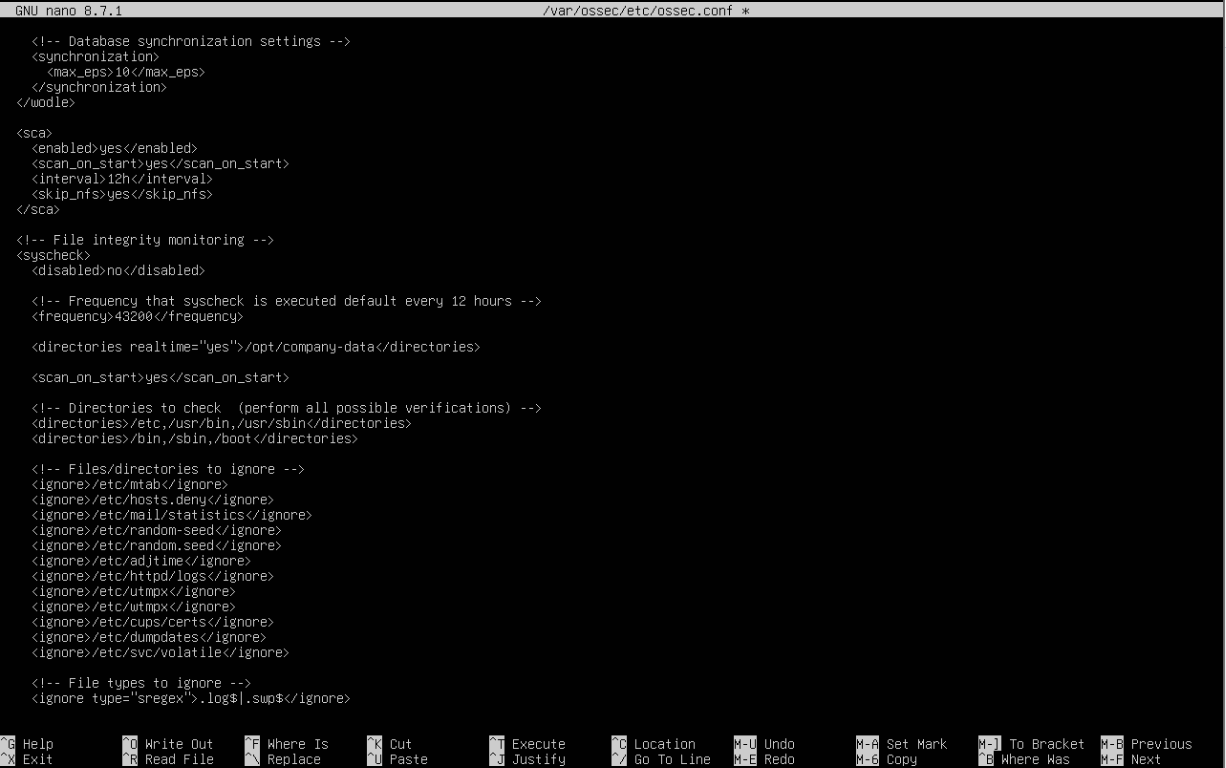 GNU nano 8.7.1 /var/ossec/etc/ossec.conf *
<!-- Database synchronization settings -->
<synchronization>
<max_eps>10</max_eps>
</synchronization>
</wodle>
<sca>
<enabled>yes</enabled>
<scan_on_start>yes</scan_on_start>
<interval>12h</interval>
<skip_nfs>yes</skip_nfs>
</sca>
<!-- File integrity monitoring -->
<syscheck>
<disabled>no</disabled>
<!-- Frequency that syscheck is executed default every 12 hours -->
<frequency>43200</frequency>
<directories realtime="yes">/opt/company-data</directories>
<scan_on_start>yes</scan_on_start>
<!-- Directories to check  (perform all possible verifications) -->
<directories>/etc,/usr/bin,/usr/sbin</directories>
<directories>/bin,/sbin,/boot</directories>
<!-- Files/directories to ignore -->
<ignore>/etc/mtab</ignore>
<ignore>/etc/hosts.deny</ignore>
<ignore>/etc/mail/statistics</ignore>
<ignore>/etc/random-seed</ignore>
<ignore>/etc/random.seed</ignore>
<ignore>/etc/adjtime</ignore>
<ignore>/etc/httpd/logs</ignore>
<ignore>/etc/utmpx</ignore>
<ignore>/etc/wtmpx</ignore>
<ignore>/etc/cups/certs</ignore>
<ignore>/etc/dumpdates</ignore>
<ignore>/etc/svc/volatile</ignore>
<!-- File types to ignore -->
<ignore type="sregex">.log$|.swp$</ignore>
^G Help ^O Write Out ^F Where Is ^K Cut ^T Execute ^C Location M-U Undo M-A Set Mark M-] To Bracket M-B Previous
^X Exit ^R Read File ^\ Replace ^U Paste ^J Justify ^/ Go To Line M-E Redo M-6 Copy ^B Where Was M-F Next